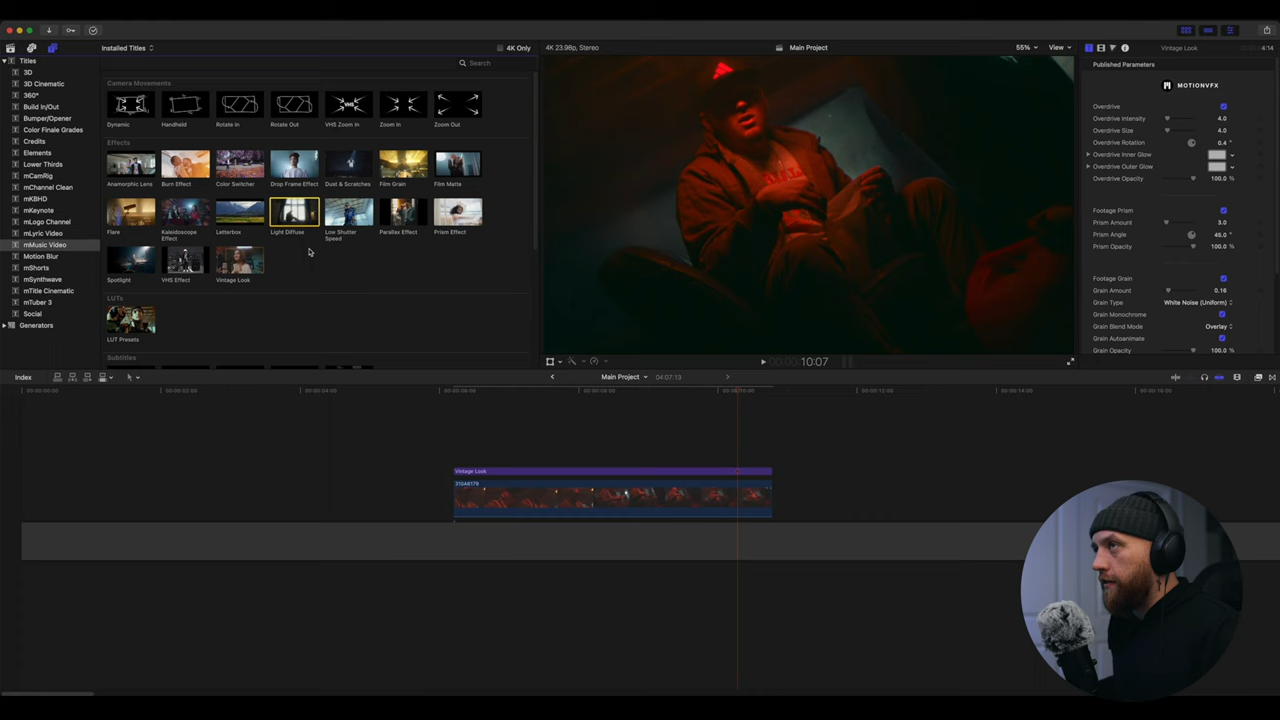 Installed Titles
4K Only
4K 23.98p, Stereo
Main Project
55%
View
Vintage Look
4:14
Titles
3D
3D Cinematic
360°
Build In/Out
Bumper/Opener
Color Finale Grades
Credits
Elements
Lower Thirds
mCamRig
mChannel Clean
mKBHD
mKeynote
mLogo Channel
mLyric Video
mMusic Video
Motion Blur
mShorts
mSynthwave
mTitle Cinematic
mTuber 3
Social
Generators
Search
Camera Movements
VHS
Dynamic
Handheld
Rotate In
Rotate Out
VHS Zoom In
Zoom In
Zoom Out
Effects
Anamorphic Lens
Burn Effect
Color Switcher
Drop Frame Effect
Dust & Scratches
Film Grain
Film Matte
Flare
Kaleidoscope Effect
Letterbox
Light Diffuse
Low Shutter Speed
Parallax Effect
Prism Effect
Spotlight
VHS Effect
Vintage Look
LUTs
LUT Presets
Subtitles
Published Parameters
MOTIONVFX
Overdrive
Overdrive Intensity 4.0
Overdrive Size 4.0
Overdrive Rotation 0.4 °
Overdrive Inner Glow
Overdrive Outer Glow
Overdrive Opacity 100.0 %
Footage Prism
Prism Amount 3.0
Prism Angle 45.0 °
Prism Opacity 100.0 %
Footage Grain
Grain Amount 0.16
Grain Type White Noise (Uniform)
Grain Monochrome
Grain Blend Mode Overlay
Grain Autoanimate
Grain Opacity 100.0 %
00:00:10:07
Index
Main Project
04:07:13
Vintage Look
310A6179